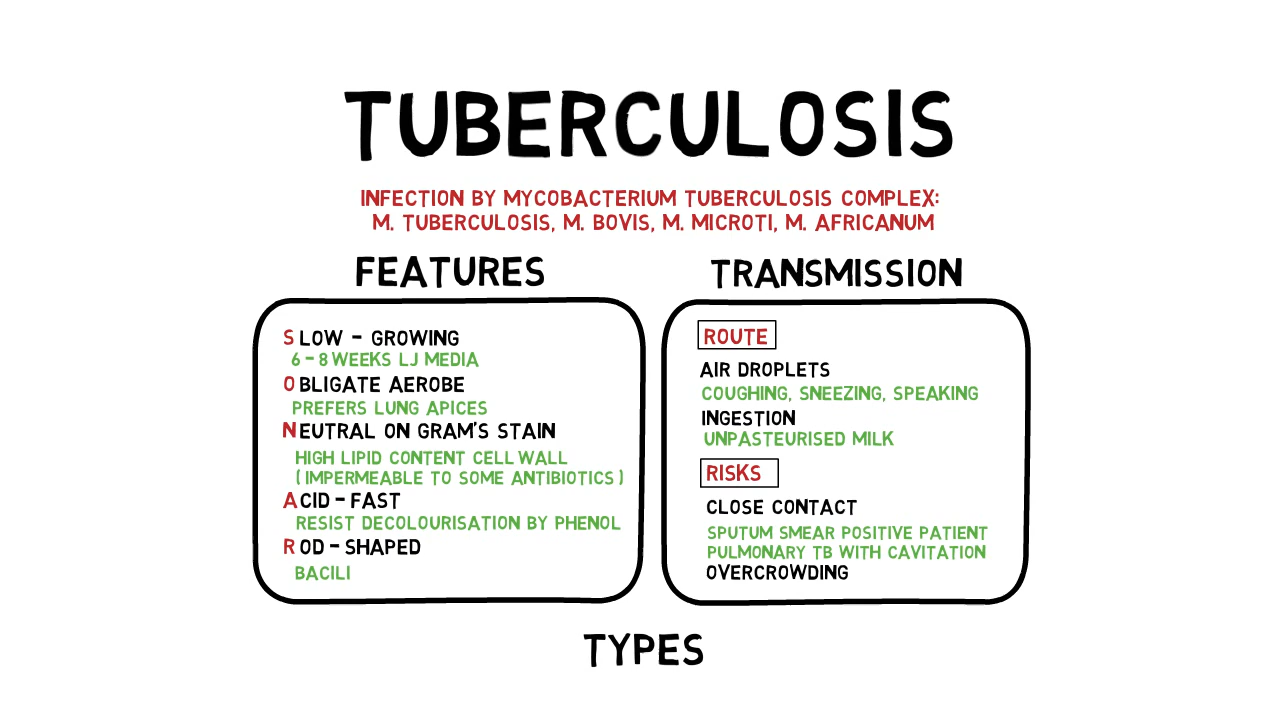 TUBERCULOSIS
INFECTION BY MYCOBACTERIUM TUBERCULOSIS COMPLEX:
M. TUBERCULOSIS, M. BOVIS, M. MICROTI, M. AFRICANUM
FEATURES
SLOW - GROWING
6 - 8 WEEKS LJ MEDIA
OBLIGATE AEROBE
PREFERS LUNG APICES
NEUTRAL ON GRAM'S STAIN
HIGH LIPID CONTENT CELL WALL
(IMPERMEABLE TO SOME ANTIBIOTICS)
ACID - FAST
RESIST DECOLOURISATION BY PHENOL
ROD - SHAPED
BACILI
TRANSMISSION
ROUTE
AIR DROPLETS
COUGHING, SNEEZING, SPEAKING
INGESTION
UNPASTEURISED MILK
RISKS
CLOSE CONTACT
SPUTUM SMEAR POSITIVE PATIENT
PULMONARY TB WITH CAVITATION
OVERCROWDING
TYPES